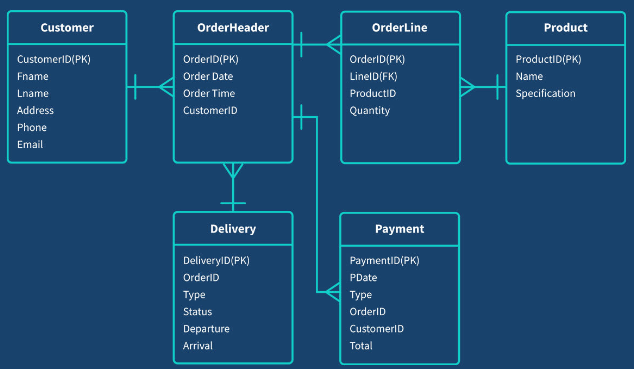 Customer
CustomerID(PK)
Fname
Lname
Address
Phone
Email
OrderHeader
OrderID(PK)
Order Date
Order Time
CustomerID
OrderLine
OrderID(PK)
LineID(FK)
ProductID
Quantity
Product
ProductID(PK)
Name
Specification
Delivery
DeliveryID(PK)
OrderID
Type
Status
Departure
Arrival
Payment
PaymentID(PK)
PDate
Type
OrderID
CustomerID
Total